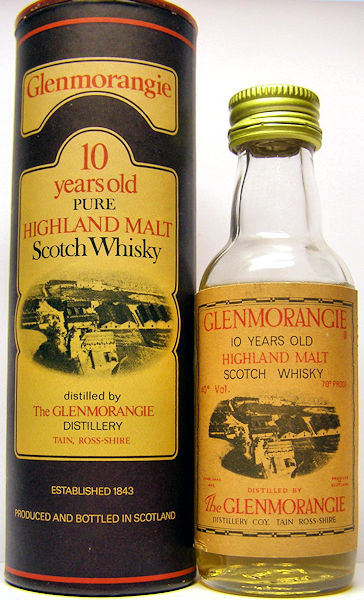 Glenmorangie
10
years old
PURE
HIGHLAND MALT
Scotch Whisky
distilled by
The GLENMORANGIE
DISTILLERY
TAIN, ROSS-SHIRE
ESTABLISHED 1843
PRODUCED AND BOTTLED IN SCOTLAND
GLENMORANGIE
10 YEARS OLD
HIGHLAND MALT
SCOTCH WHISKY
40% Vol. 70° PROOF
DISTILLED BY
The GLENMORANGIE
DISTILLERY COY. TAIN ROSS-SHIRE